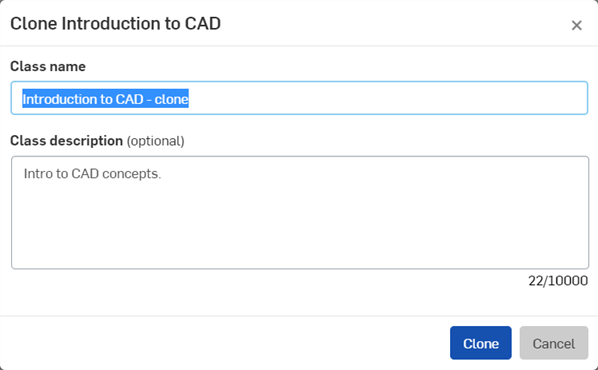 Clone Introduction to CAD
×
Class name
Introduction to CAD - clone
Class description (optional)
Intro to CAD concepts.
22/10000
Clone Cancel